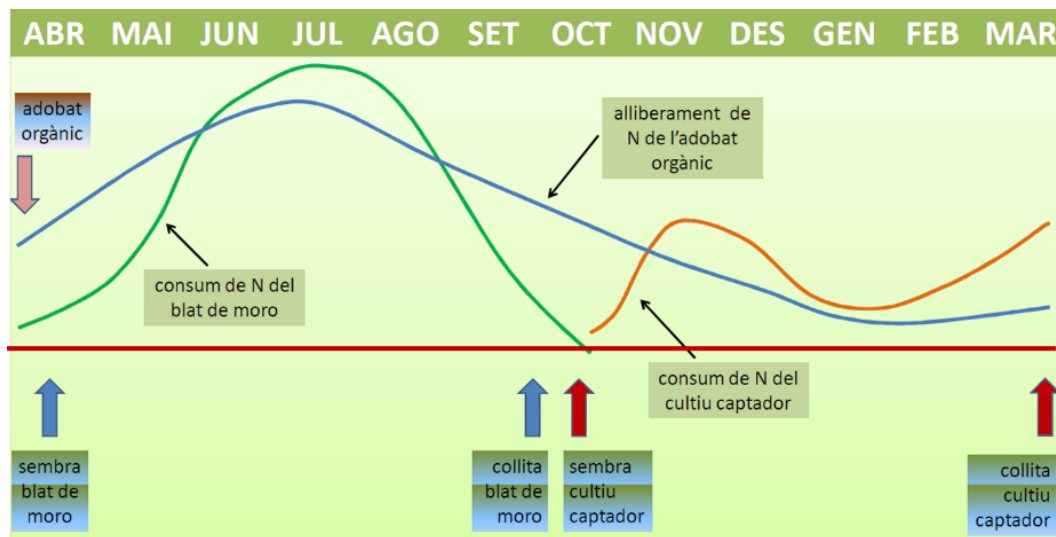 ABR MAI JUN JUL AGO SET OCT NOV DES GEN FEB MAR
adobat
orgànic
alliberament de
N de l'adobat
orgànic
consum de N del
blat de moro
consum de N del
cultiu captador
sembra
blat de
moro
collita
blat de
moro
sembra
cultiu
captador
collita
cultiu
captador